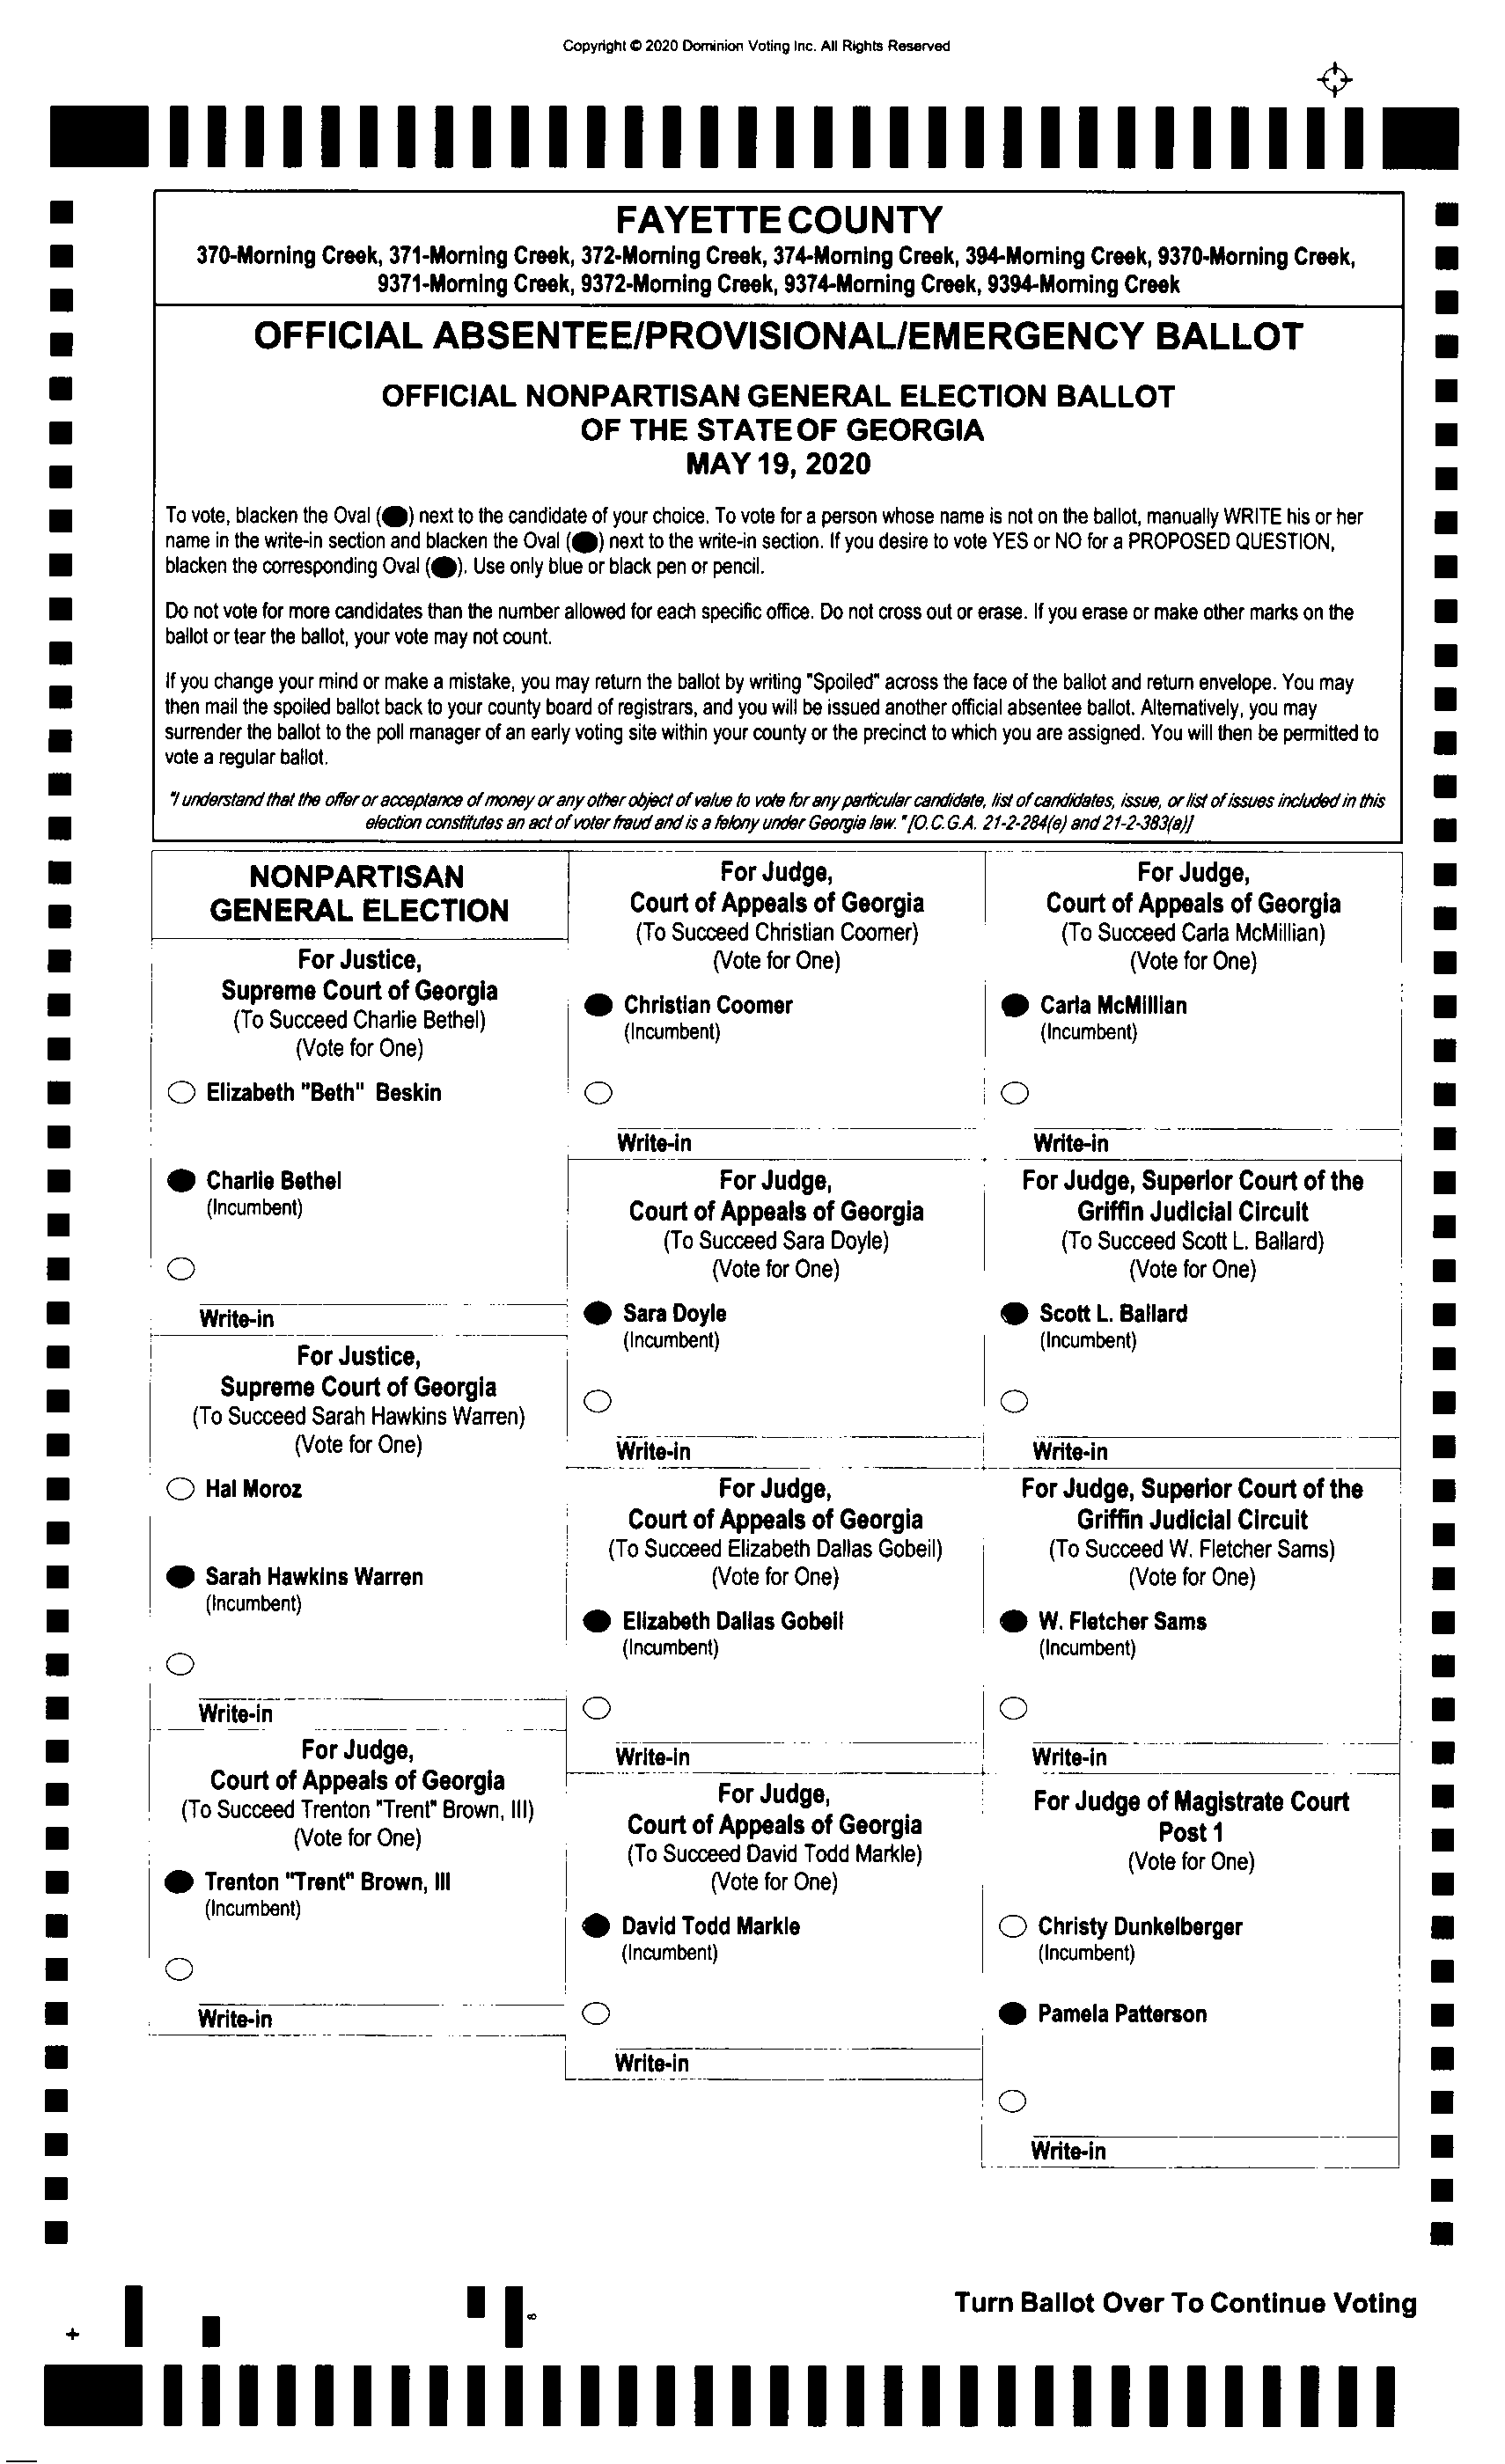 Copyright © 2020 Dominion Voting Inc. All Rights Reserved
FAYETTE COUNTY
370-Morning Creek, 371-Morning Creek, 372-Morning Creek, 374-Morning Creek, 394-Morning Creek, 9370-Morning Creek,
9371-Morning Creek, 9372-Morning Creek, 9374-Morning Creek, 9394-Morning Creek
OFFICIAL ABSENTEE/PROVISIONAL/EMERGENCY BALLOT
OFFICIAL NONPARTISAN GENERAL ELECTION BALLOT
OF THE STATE OF GEORGIA
MAY 19, 2020
To vote, blacken the Oval (●) next to the candidate of your choice. To vote for a person whose name is not on the ballot, manually WRITE his or her
name in the write-in section and blacken the Oval (●) next to the write-in section. If you desire to vote YES or NO for a PROPOSED QUESTION,
blacken the corresponding Oval (●). Use only blue or black pen or pencil.
Do not vote for more candidates than the number allowed for each specific office. Do not cross out or erase. If you erase or make other marks on the
ballot or tear the ballot, your vote may not count.
If you change your mind or make a mistake, you may return the ballot by writing "Spoiled" across the face of the ballot and return envelope. You may
then mail the spoiled ballot back to your county board of registrars, and you will be issued another official absentee ballot. Alternatively, you may
surrender the ballot to the poll manager of an early voting site within your county or the precinct to which you are assigned. You will then be permitted to
vote a regular ballot.
"I understand that the offer or acceptance of money or any other object of value to vote for any particular candidate, list of candidates, issue, or list of issues included in this
election constitutes an act of voter fraud and is a felony under Georgia law. "[O.C.G.A. 21-2-284(e) and 21-2-383(a)]
NONPARTISAN
GENERAL ELECTION
For Justice,
Supreme Court of Georgia
(To Succeed Charlie Bethel)
(Vote for One)
Elizabeth "Beth" Beskin
Charlie Bethel
(Incumbent)
Write-in
For Justice,
Supreme Court of Georgia
(To Succeed Sarah Hawkins Warren)
(Vote for One)
Hal Moroz
Sarah Hawkins Warren
(Incumbent)
Write-in
For Judge,
Court of Appeals of Georgia
(To Succeed Trenton "Trent" Brown, III)
(Vote for One)
Trenton "Trent" Brown, III
(Incumbent)
Write-in
For Judge,
Court of Appeals of Georgia
(To Succeed Christian Coomer)
(Vote for One)
Christian Coomer
(Incumbent)
Write-in
For Judge,
Court of Appeals of Georgia
(To Succeed Sara Doyle)
(Vote for One)
Sara Doyle
(Incumbent)
Write-in
For Judge,
Court of Appeals of Georgia
(To Succeed Elizabeth Dallas Gobeil)
(Vote for One)
Elizabeth Dallas Gobeil
(Incumbent)
Write-in
For Judge,
Court of Appeals of Georgia
(To Succeed David Todd Markle)
(Vote for One)
David Todd Markle
(Incumbent)
Write-in
For Judge,
Court of Appeals of Georgia
(To Succeed Carla McMillian)
(Vote for One)
Carla McMillian
(Incumbent)
Write-in
For Judge, Superior Court of the
Griffin Judicial Circuit
(To Succeed Scott L. Ballard)
(Vote for One)
Scott L. Ballard
(Incumbent)
Write-in
For Judge, Superior Court of the
Griffin Judicial Circuit
(To Succeed W. Fletcher Sams)
(Vote for One)
W. Fletcher Sams
(Incumbent)
Write-in
For Judge of Magistrate Court
Post 1
(Vote for One)
Christy Dunkelberger
(Incumbent)
Pamela Patterson
Write-in
Turn Ballot Over To Continue Voting